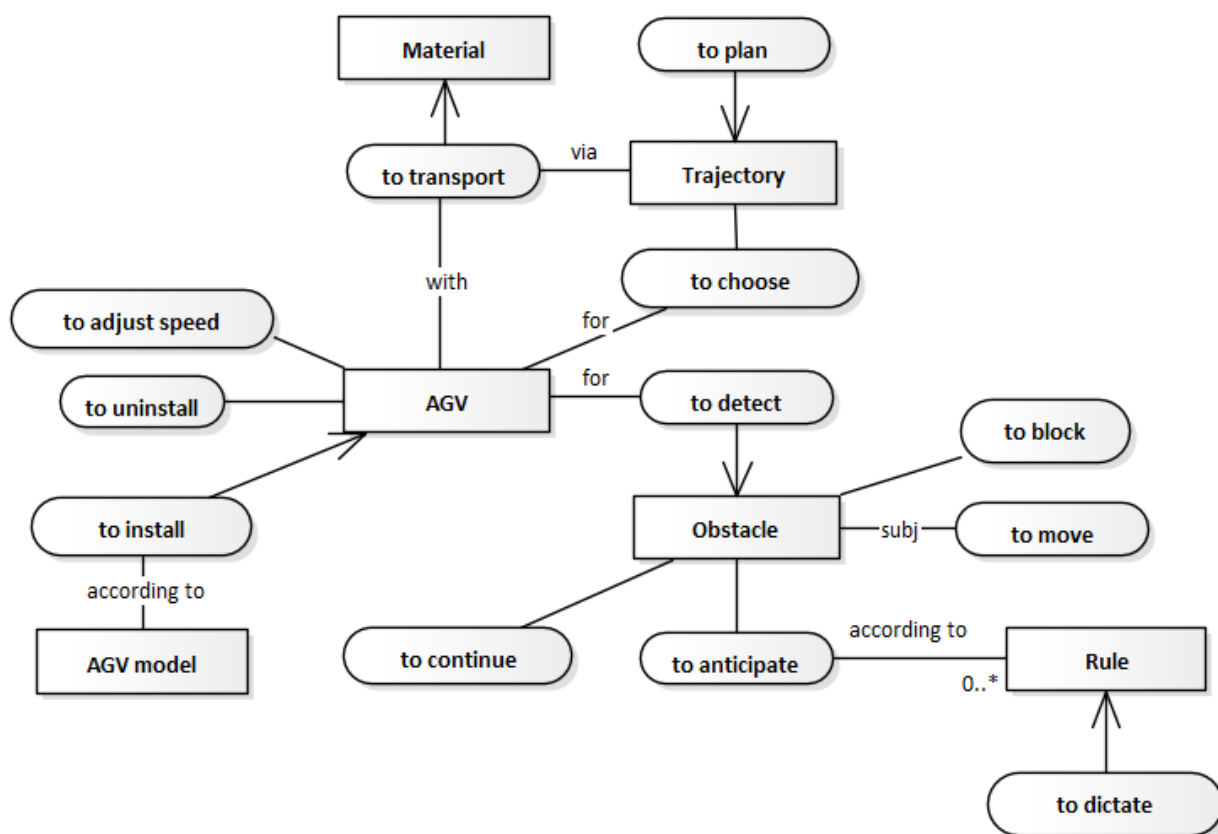 Material
to plan
to transport
via
Trajectory
with
to choose
to adjust speed
for
to uninstall
AGV
for
to detect
to block
to install
Obstacle
subj
to move
according to
AGV model
to continue
to anticipate
according to
0..*
Rule
to dictate